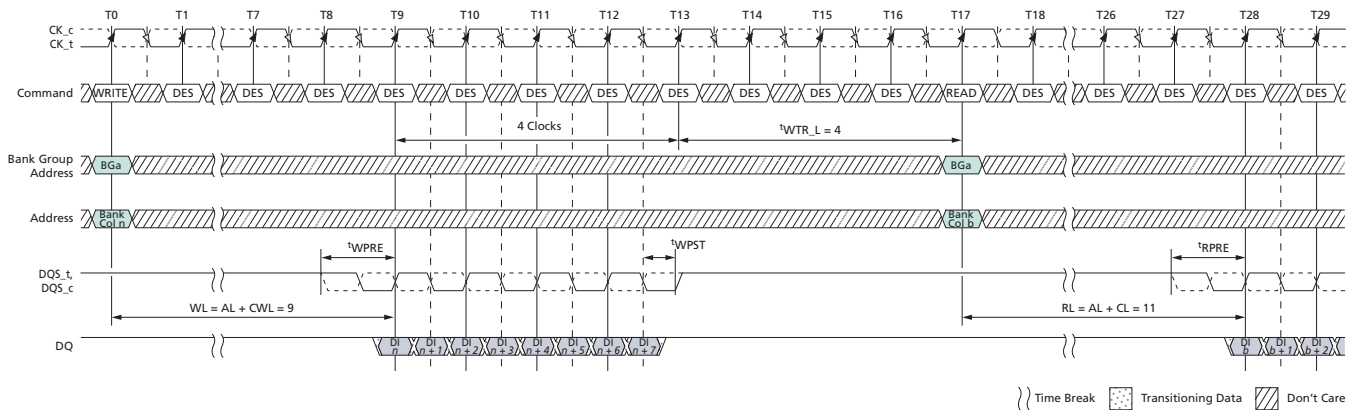 T0 T1 T7 T8 T9 T10 T11 T12 T13 T14 T15 T16 T17 T18 T26 T27 T28 T29
CK_c
CK_t
Command WRITE DES DES DES DES DES DES DES DES DES DES DES READ DES DES DES DES DES
4 Clocks tWTR_L = 4
Bank Group
Address BGa BGa
Address Bank
Col n Bank
Col b
tWPRE tWPST tRPRE
DQS_t,
DQS_c
WL = AL + CWL = 9 RL = AL + CL = 11
DQ DI
n DI
n + 1 DI
n + 2 DI
n + 3 DI
n + 4 DI
n + 5 DI
n + 6 DI
n + 7 DI
b DI
b + 1 DI
b + 2
Time Break Transitioning Data Don't Care